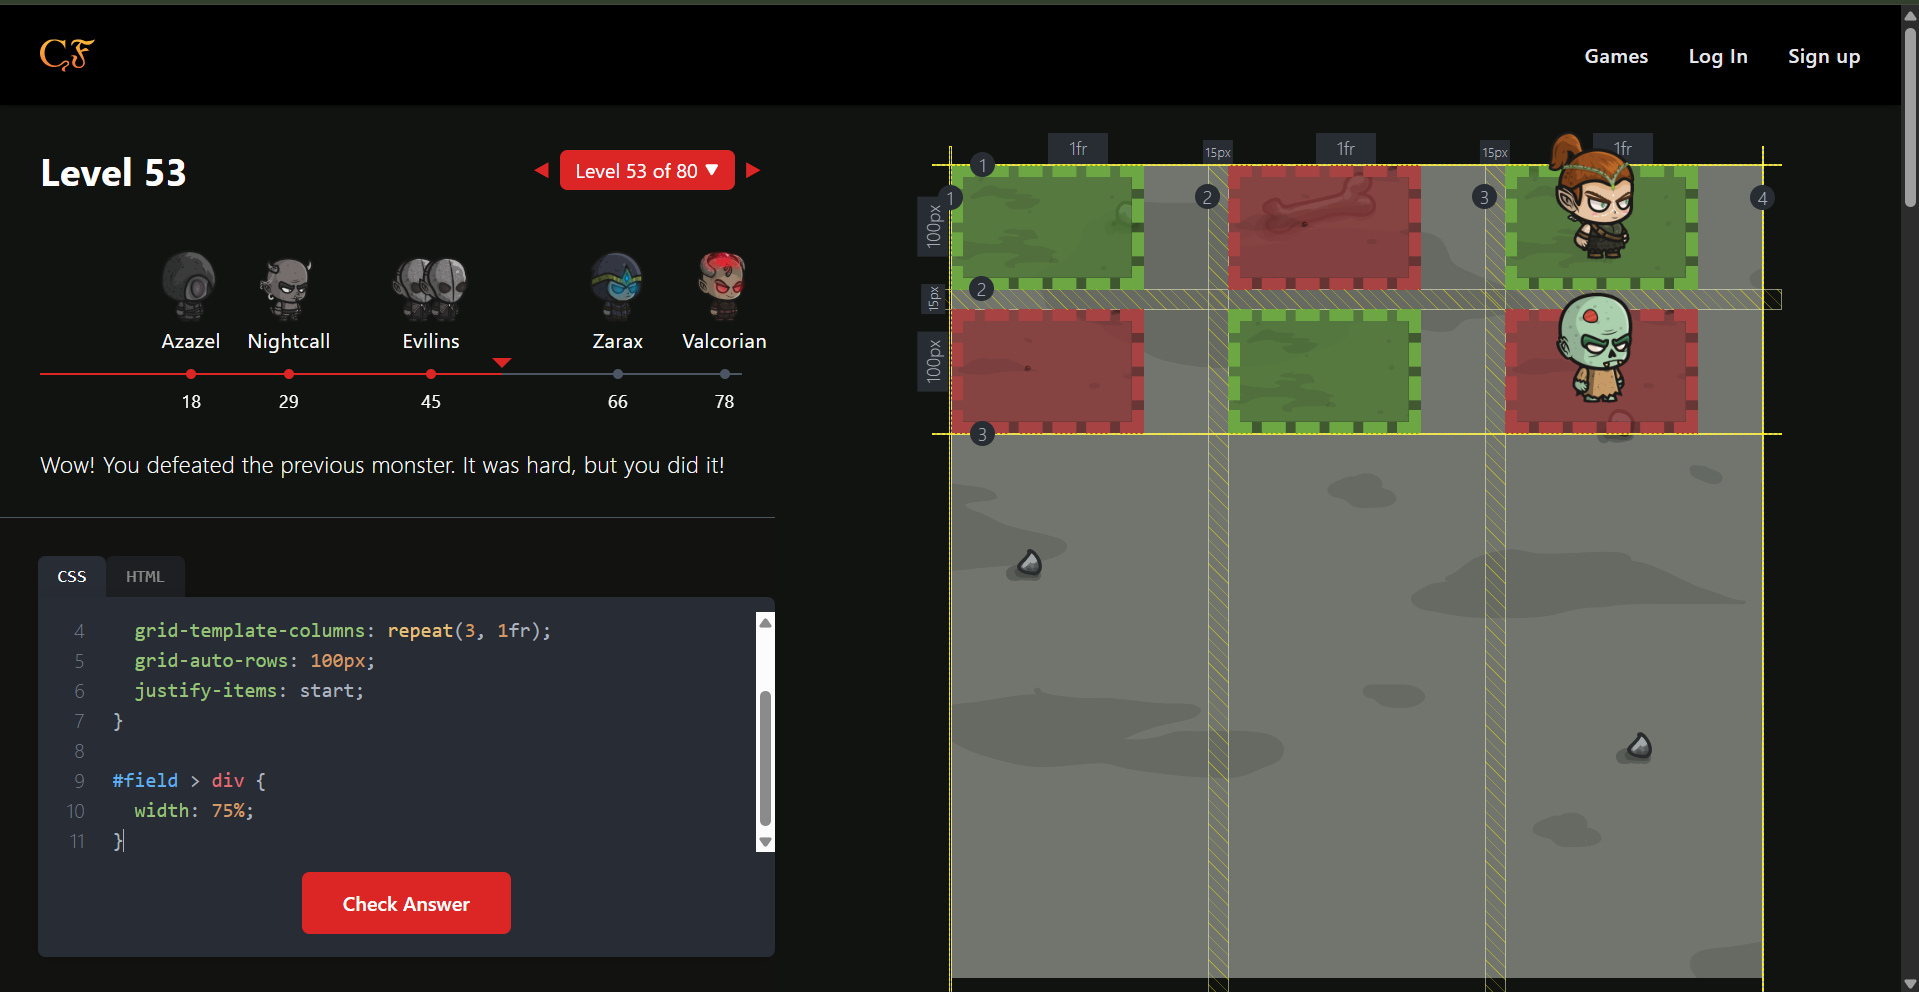 CF
Games Log In Sign up
Level 53
Level 53 of 80 ▼
Azazel Nightcall Evilins Zarax Valcorian
18 29 45 66 78
Wow! You defeated the previous monster. It was hard, but you did it!
CSS HTML
4 grid-template-columns: repeat(3, 1fr);
5 grid-auto-rows: 100px;
6 justify-items: start;
7 }
8
9 #field > div {
10 width: 75%;
11 }
Check Answer
1fr 15px 1fr 15px 1fr
1
1 2 3 4
100px
2
15px
100px
3